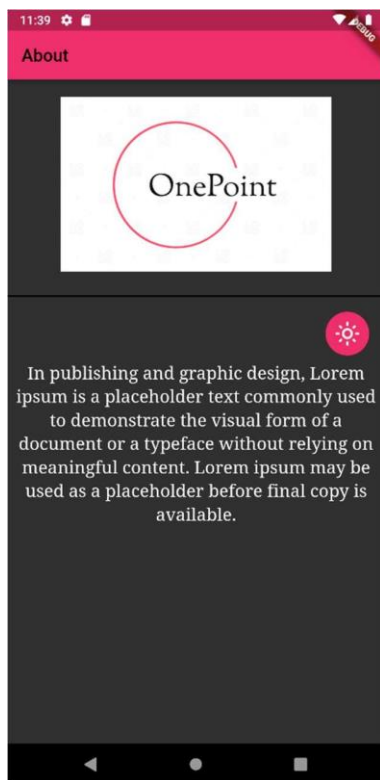 11:39
DEBUG
About
OnePoint
In publishing and graphic design, Lorem
ipsum is a placeholder text commonly used
to demonstrate the visual form of a
document or a typeface without relying on
meaningful content. Lorem ipsum may be
used as a placeholder before final copy is
available.